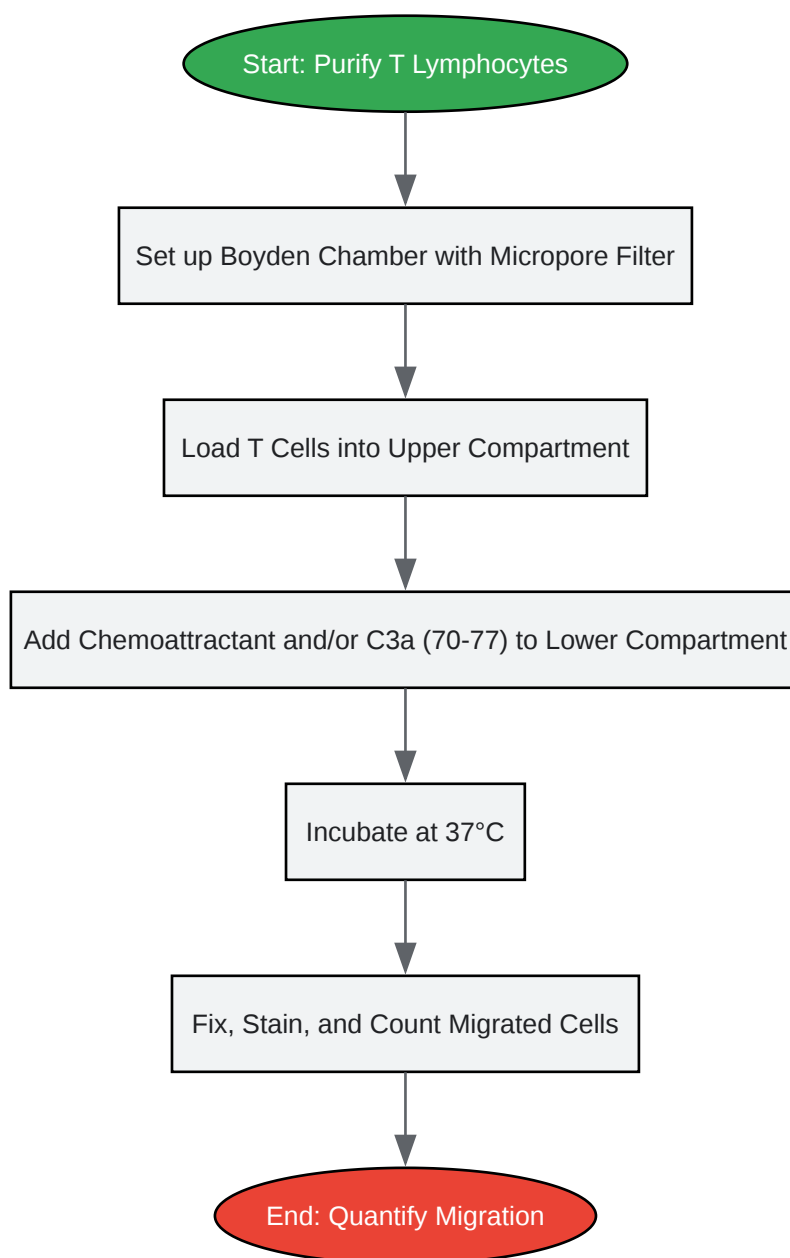 Start: Purify T Lymphocytes
Set up Boyden Chamber with Micropore Filter
Load T Cells into Upper Compartment
Add Chemoattractant and/or C3a (70-77) to Lower Compartment
Incubate at 37°C
Fix, Stain, and Count Migrated Cells
End: Quantify Migration